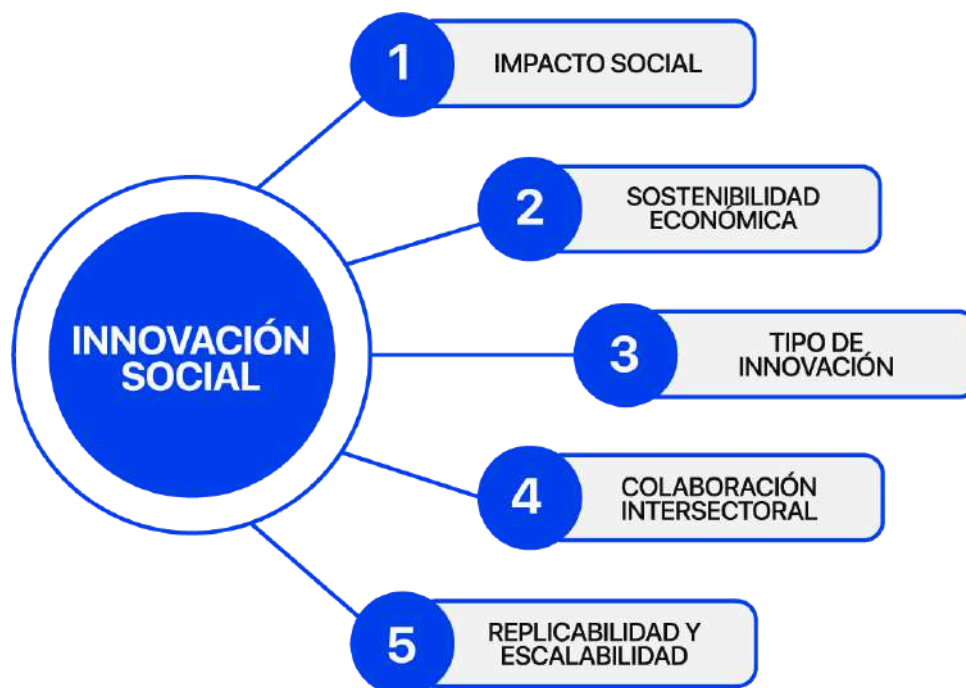 INNOVACIÓN
SOCIAL
1
IMPACTO SOCIAL
2
SOSTENIBILIDAD
ECONÓMICA
3
TIPO DE
INNOVACIÓN
4
COLABORACIÓN
INTERSECTORAL
5
REPLICABILIDAD Y
ESCALABILIDAD